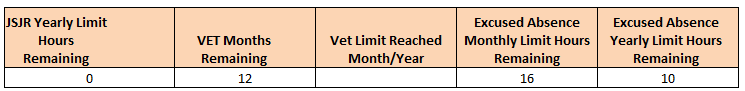 JSJR Yearly Limit
Hours
Remaining
VET Months
Remaining
Vet Limit Reached
Month/Year
Excused Absence
Monthly Limit Hours
Remaining
Excused Absence
Yearly Limit Hours
Remaining
0
12
16
10